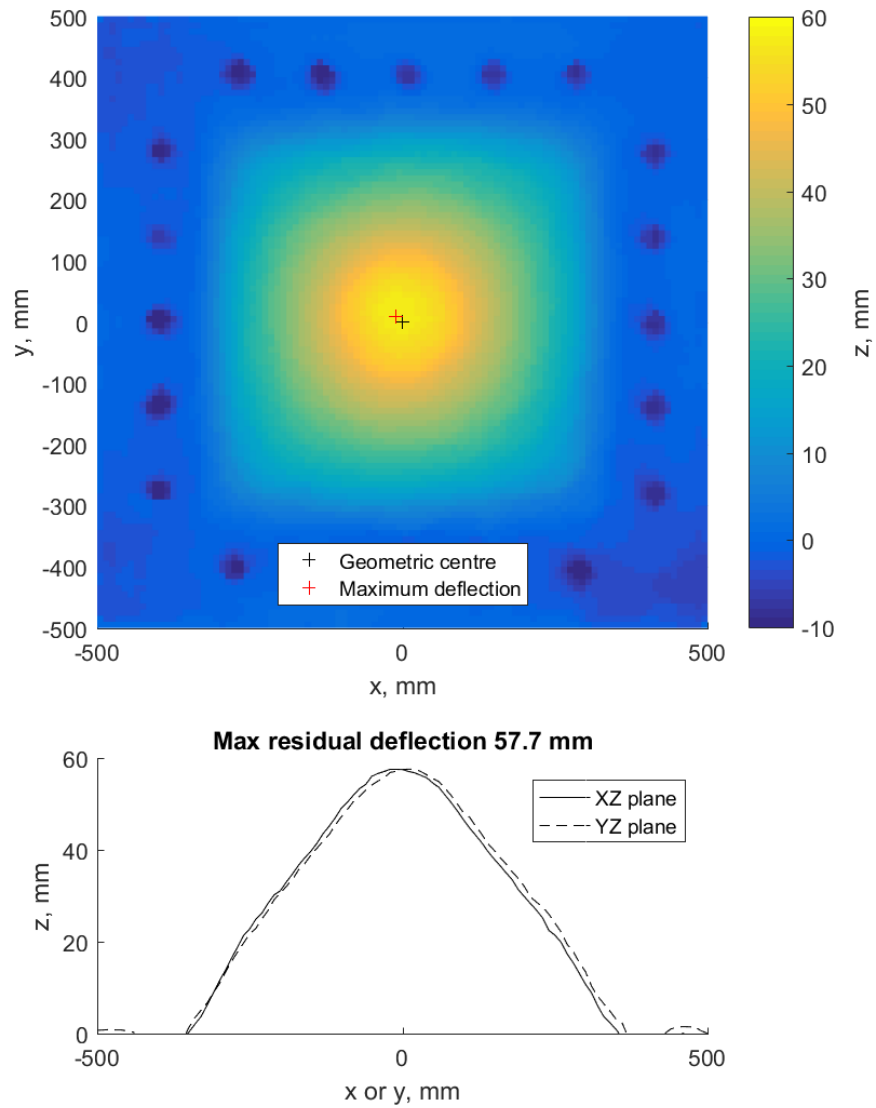 500
400
300
200
100
0
-100
-200
-300
-400
-500
y, mm
-500
0
500
x, mm
Geometric centre
Maximum deflection
60
50
40
30
20
10
0
-10
z, mm
Max residual deflection 57.7 mm
60
40
20
0
z, mm
XZ plane
YZ plane
-500
0
500
x or y, mm